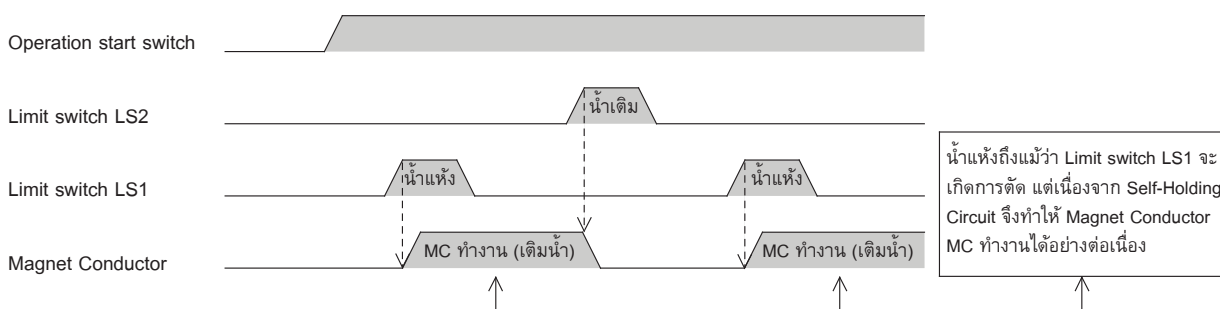 Operation start switch
Limit switch LS2
น้ำเติม
Limit switch LS1
น้ำแห้ง
น้ำแห้ง
Magnet Conductor
MC ทำงาน (เติมน้ำ)
MC ทำงาน (เติมน้ำ)
น้ำแห้งถึงแม้ว่า Limit switch LS1 จะ
เกิดการตัด แต่เนื่องจาก Self-Holding
Circuit จึงทำให้ Magnet Conductor
MC ทำงานได้อย่างต่อเนื่อง